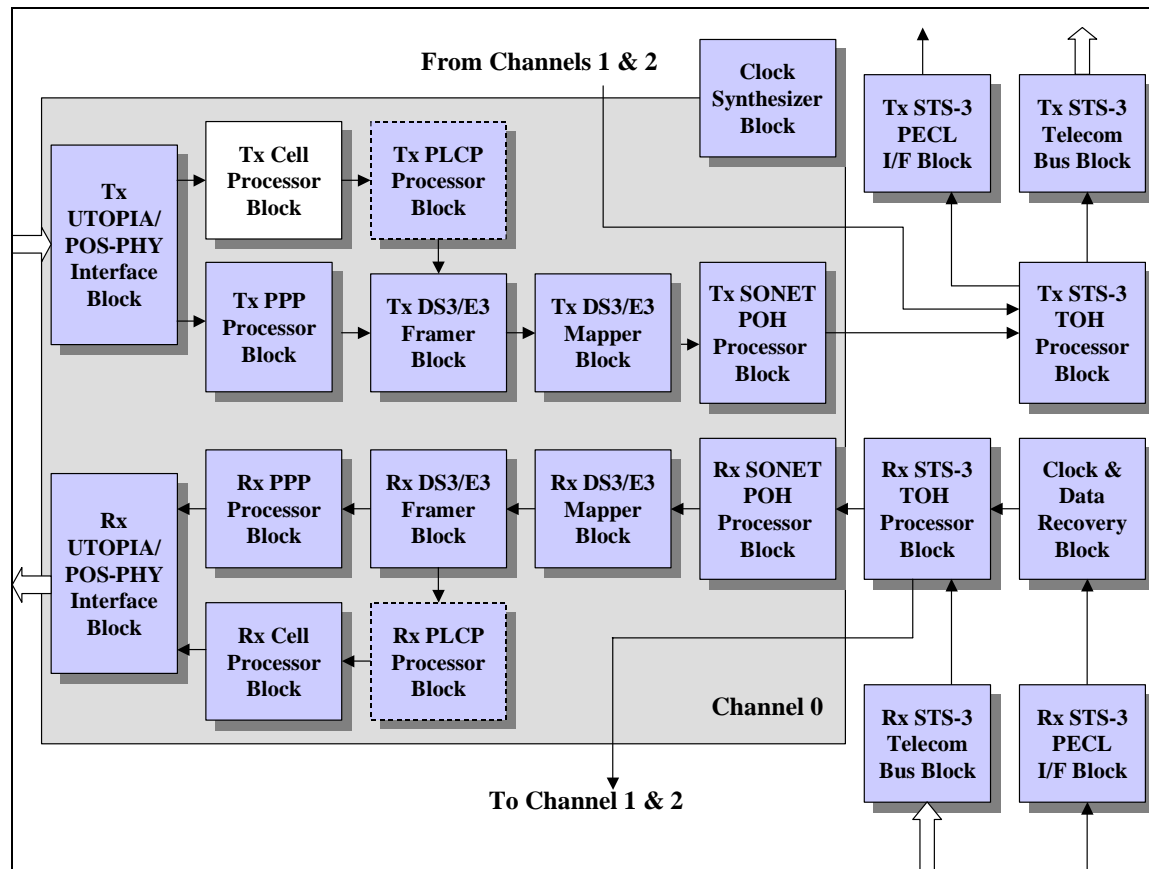 From Channels 1 & 2
Clock
Synthesizer
Block
Tx STS-3
PECL
I/F Block
Tx STS-3
Telecom
Bus Block
Tx
UTOPIA/
POS-PHY
Interface
Block
Tx Cell
Processor
Block
Tx PLCP
Processor
Block
Tx PPP
Processor
Block
Tx DS3/E3
Framer
Block
Tx DS3/E3
Mapper
Block
Tx SONET
POH
Processor
Block
Tx STS-3
TOH
Processor
Block
Rx
UTOPIA/
POS-PHY
Interface
Block
Rx PPP
Processor
Block
Rx DS3/E3
Framer
Block
Rx DS3/E3
Mapper
Block
Rx SONET
POH
Processor
Block
Rx STS-3
TOH
Processor
Block
Clock &
Data
Recovery
Block
Rx Cell
Processor
Block
Rx PLCP
Processor
Block
Channel 0
Rx STS-3
Telecom
Bus Block
Rx STS-3
PECL
I/F Block
To Channel 1 & 2